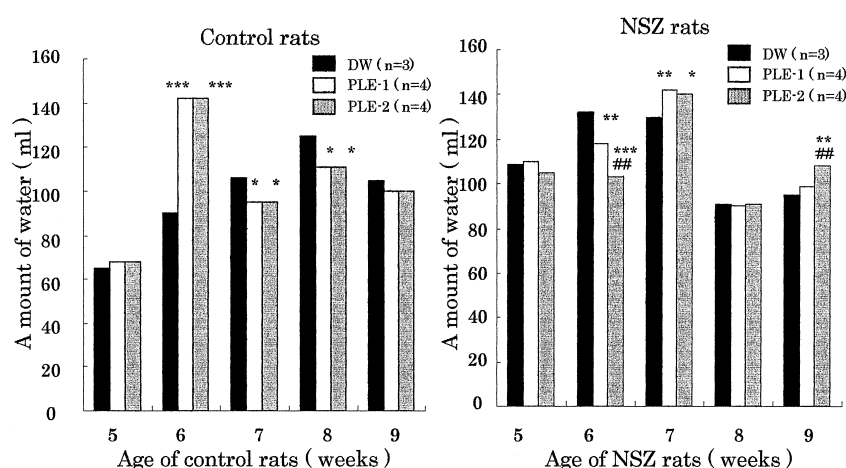 Control rats
DW ( n=3)
PLE-1 ( n=4)
PLE-2 ( n=4)
A mount of water ( ml )
160
140
120
100
80
60
40
20
0
*** ***
* *
* *
5 6 7 8 9
Age of control rats ( weeks )
NSZ rats
DW ( n=3)
PLE-1 ( n=4)
PLE-2 ( n=4)
A mount of water ( ml )
160
140
120
100
80
60
40
20
0
** *
**
***
##
**
##
5 6 7 8 9
Age of NSZ rats ( weeks )